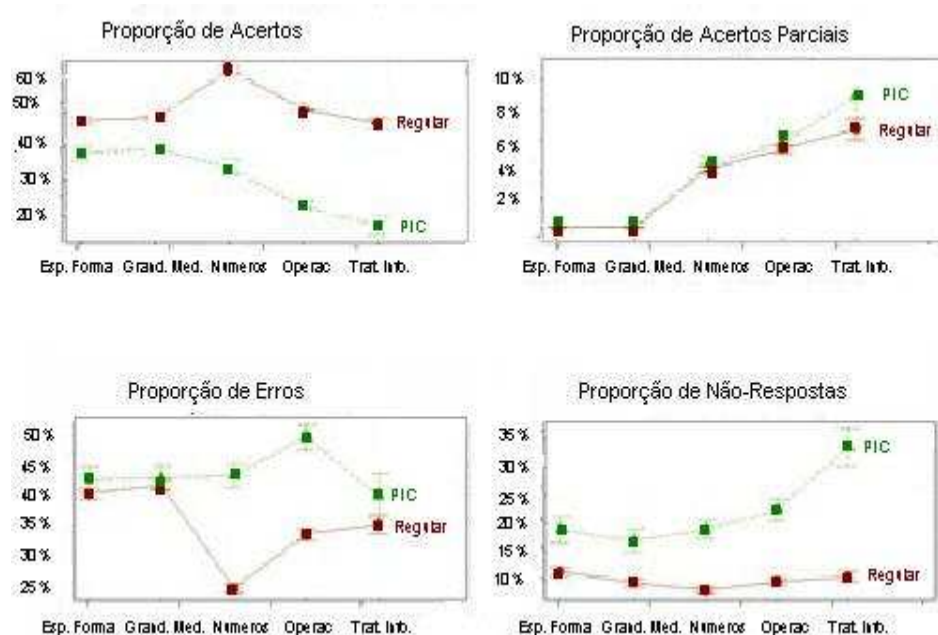 Proporção de Acertos
60 %
50%
40 %
30 %
20 %
Regular
PIC
Esp. Forma Grand. Med. Numeros Operac Trat. Info.
Proporção de Acertos Parciais
10 %
8 %
6 %
4 %
2 %
PIC
Regular
Esp. Forma Grand. Med. Numeros Operac Trat. Info.
Proporção de Erros
50 %
45 %
40 %
35 %
30 %
25 %
PIC
Regular
Esp. Forma Grand. Med. Numeros Operac Trat. Info.
Proporção de Não-Respostas
35 %
30 %
25 %
20 %
15 %
10 %
PIC
Regular
Esp. Forma Grand. Med. Numeros Operac Trat. Info.